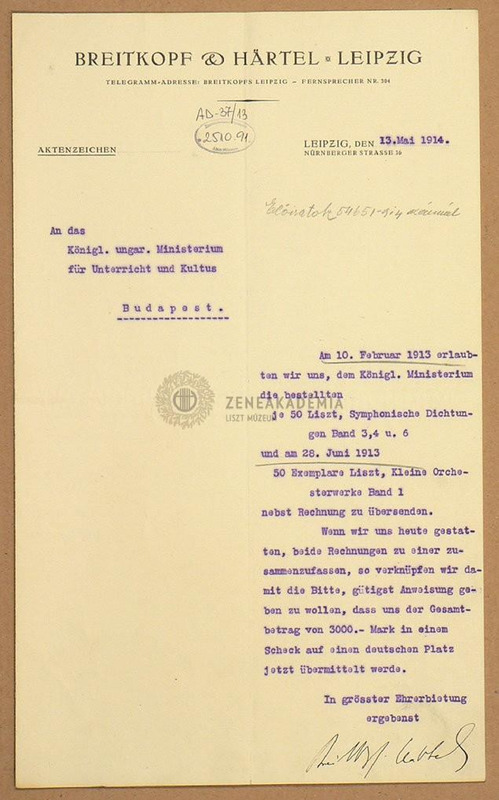 BREITKOPF & HÄRTEL * LEIPZIG
TELEGRAMM-ADRESSE: BREITKOPFS LEIPZIG — FERNSPRECHER NR. 304
AD-37/13
2510.91
AKTENZEICHEN
LEIPZIG, DEN 13.Mai 1914.
NÜRNBERGER STRASSE 36
An das
Königl. ungar. Ministerium
für Unterricht und Kultus
Budapest.
Am 10. Februar 1913 erlaub-
ten wir uns, dem Königl. Ministerium
die bestellten
je 50 Liszt, Symphonische Dichtun-
gen Band 3,4 u. 6
und am 28. Juni 1913
50 Exemplare Liszt, Kleine Orche-
sterwerke Band 1
nebst Rechnung zu übersenden.
Wenn wir uns heute gestat-
ten, beide Rechnungen zu einer zu-
sammenzufassen, so verknüpfen wir da-
mit die Bitte, gütigst Anweisung ge-
ben zu wollen, dass uns der Gesamt-
betrag von 3000.- Mark in einem
Scheck auf einen deutschen Platz
jetzt übermittelt werde.
In grösster Ehrerbietung
ergebenst
Breitkopf Härtel
ZENEAKADÉMIA
LISZT MÚZEUM